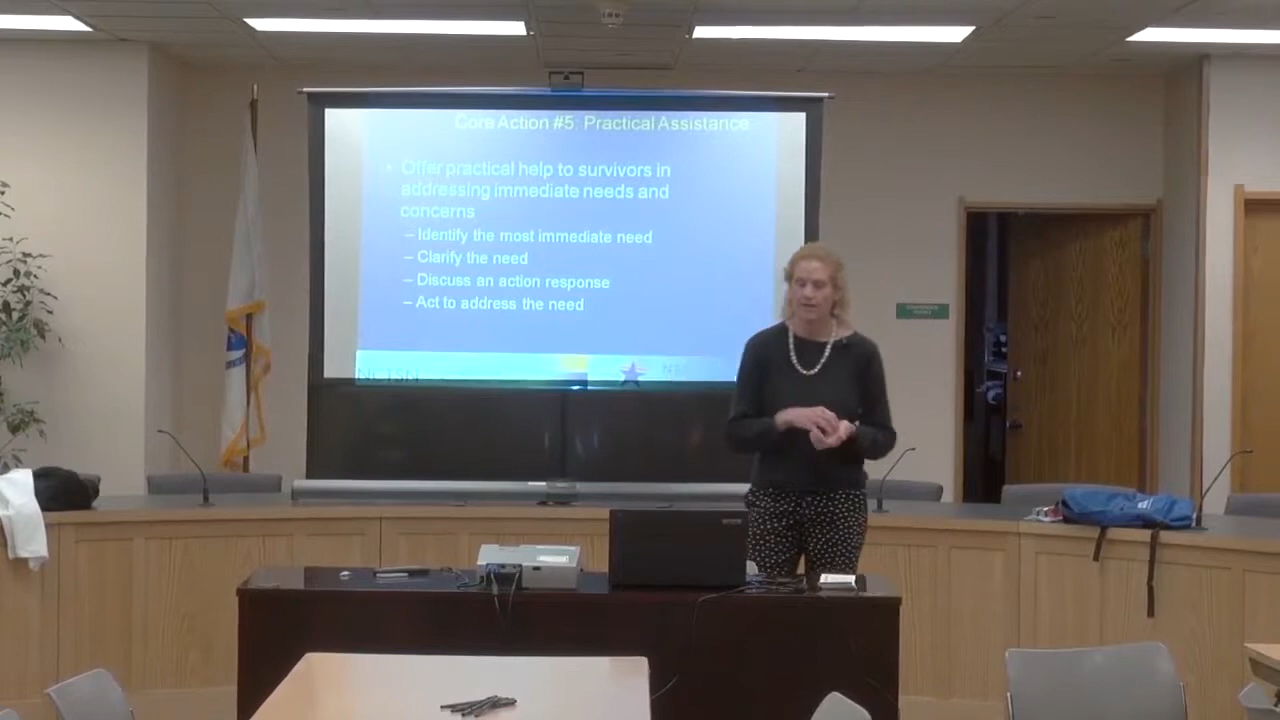 Core Action #5: Practical Assistance
• Offer practical help to survivors in
addressing immediate needs and
concerns
– Identify the most immediate need
– Clarify the need
– Discuss an action response
– Act to address the need
NCTSN